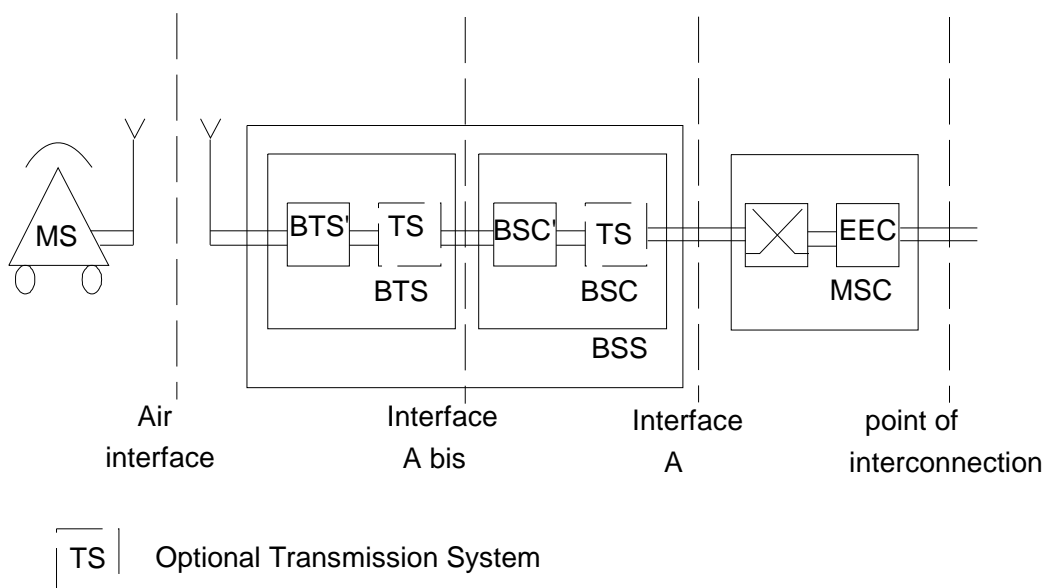 MS
BTS'
TS
BTS
BSC'
TS
BSC
BSS
EEC
MSC
Air
interface
Interface
A bis
Interface
A
point of
interconnection
TS Optional Transmission System